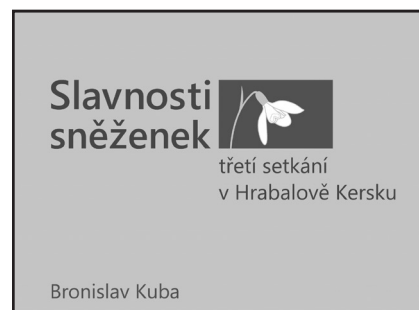 Slavnosti
sněženek
třetí setkání
v Hrabalově Kersku
Bronislav Kuba